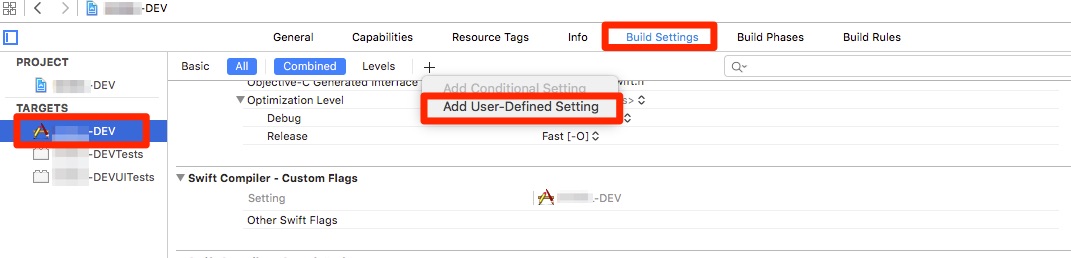 -DEV
General Capabilities Resource Tags Info Build Settings Build Phases Build Rules
PROJECT
-DEV
TARGETS
-DEV
-DEVTests
-DEVUITests
Basic All Combined Levels +
Add Conditional Setting
Add User-Defined Setting
Objective-C Generated Interface
Optimization Level
Debug
Release Fast [-O]
Swift Compiler - Custom Flags
Setting -DEV
Other Swift Flags